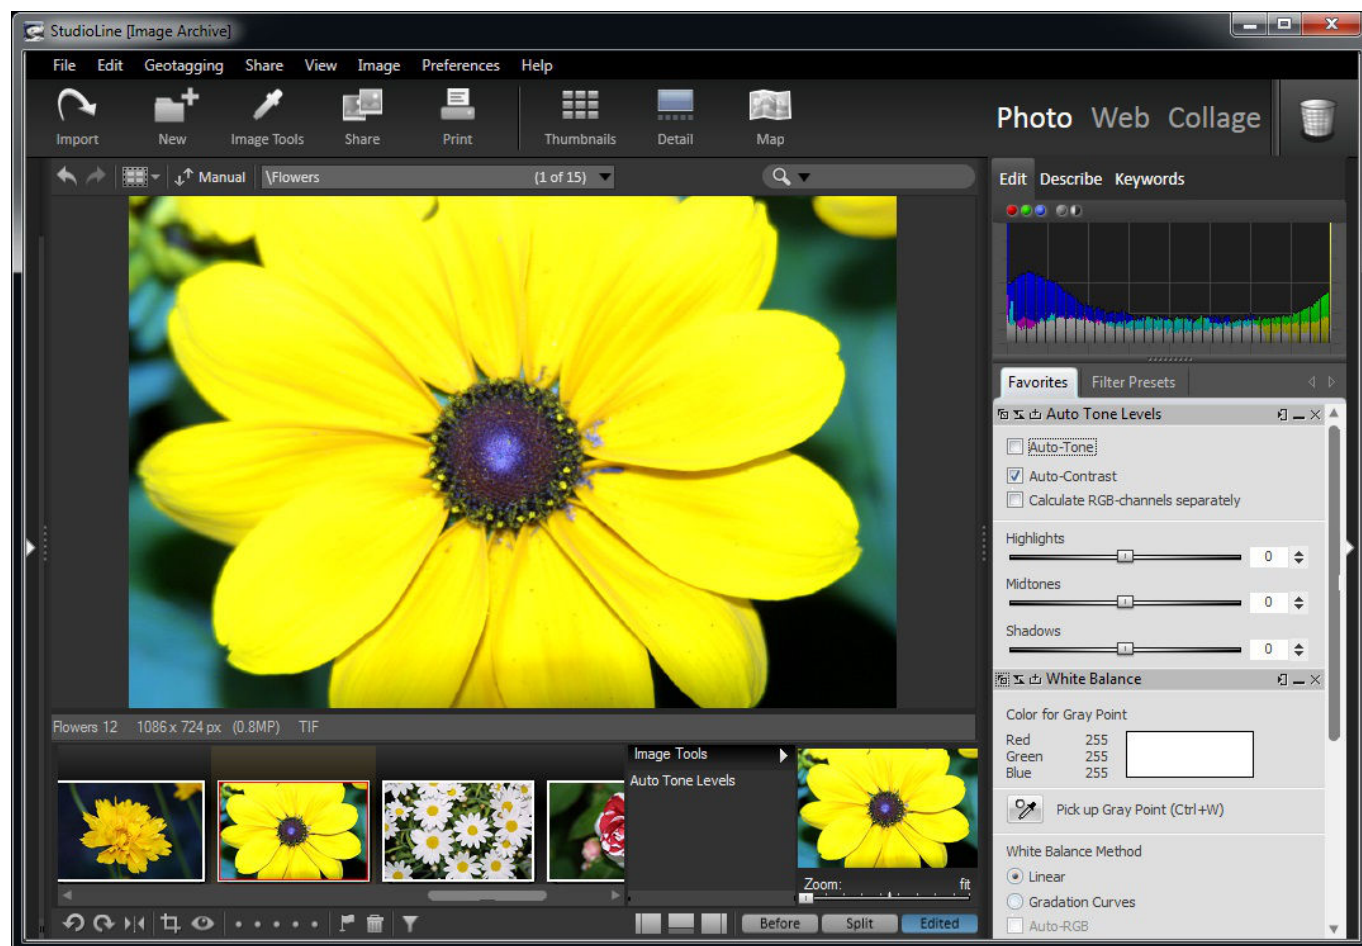 StudioLine [Image Archive]
File Edit Geotagging Share View Image Preferences Help
Import New Image Tools Share Print Thumbnails Detail Map
Photo Web Collage
Manual \Flowers (1 of 15)
Edit Describe Keywords
Favorites Filter Presets
Auto Tone Levels
Auto-Tone
Auto-Contrast
Calculate RGB-channels separately
Highlights
0
Midtones
0
Shadows
0
White Balance
Color for Gray Point
Red 255
Green 255
Blue 255
Pick up Gray Point (Ctrl+W)
White Balance Method
Linear
Gradation Curves
Auto-RGB
Flowers 12 1086 x 724 px (0.8MP) TIF
Image Tools
Auto Tone Levels
Zoom: fit
Before Split Edited